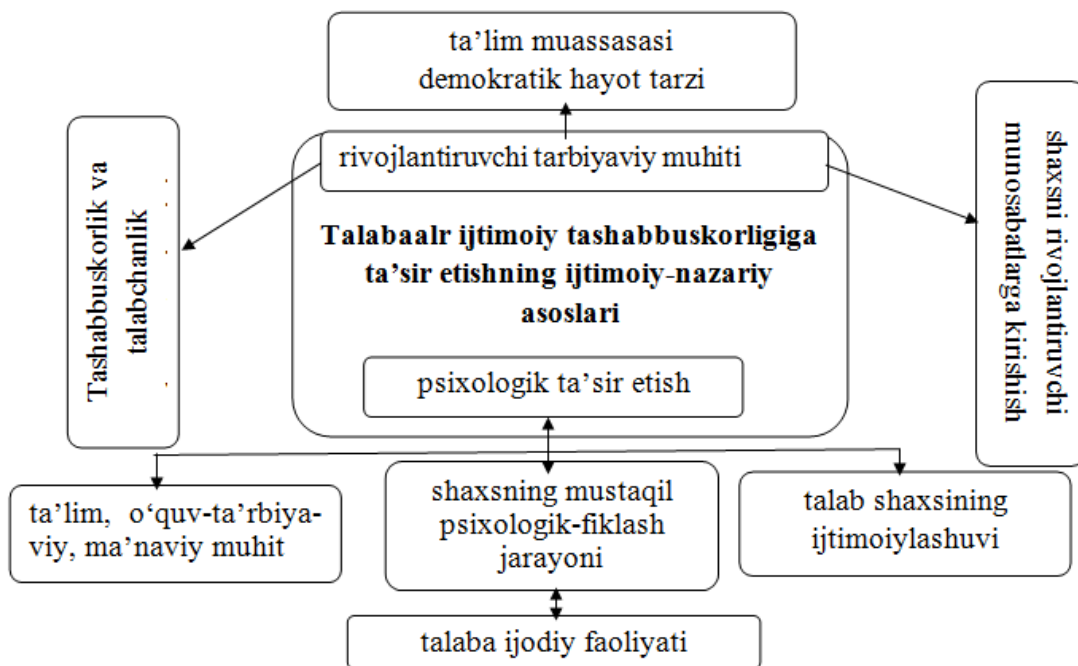 ta’lim muassasasi
demokratik hayot tarzi
rivojlantiruvchi tarbiyaviy muhiti
Tashabbuskorlik va
talabchanlik
shaxsni rivojlantiruvchi
munosabatlarga kirishish
Talabaalr ijtimoiy tashabbuskorligiga
ta’sir etishning ijtimoiy-nazariy
asoslari
psixologik ta’sir etish
ta’lim, o‘quv-ta’rbiya-
viy, ma’naviy muhit
shaxsning mustaqil
psixologik-fiklash
jarayoni
talab shaxsining
ijtimoiylashuvi
talaba ijodiy faoliyati